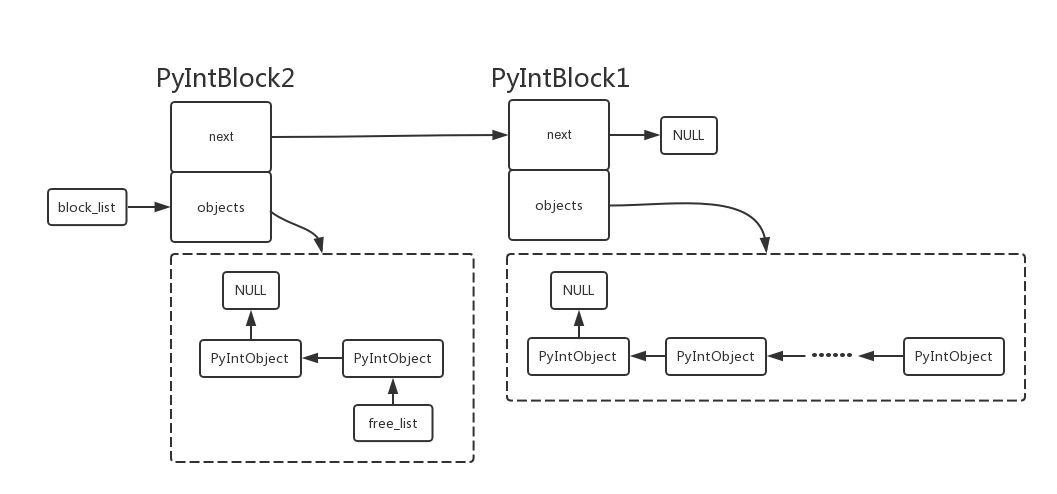 PyIntBlock2
PyIntBlock1
next
next
NULL
block_list
objects
objects
NULL
NULL
PyIntObject
PyIntObject
PyIntObject
PyIntObject
PyIntObject
free_list